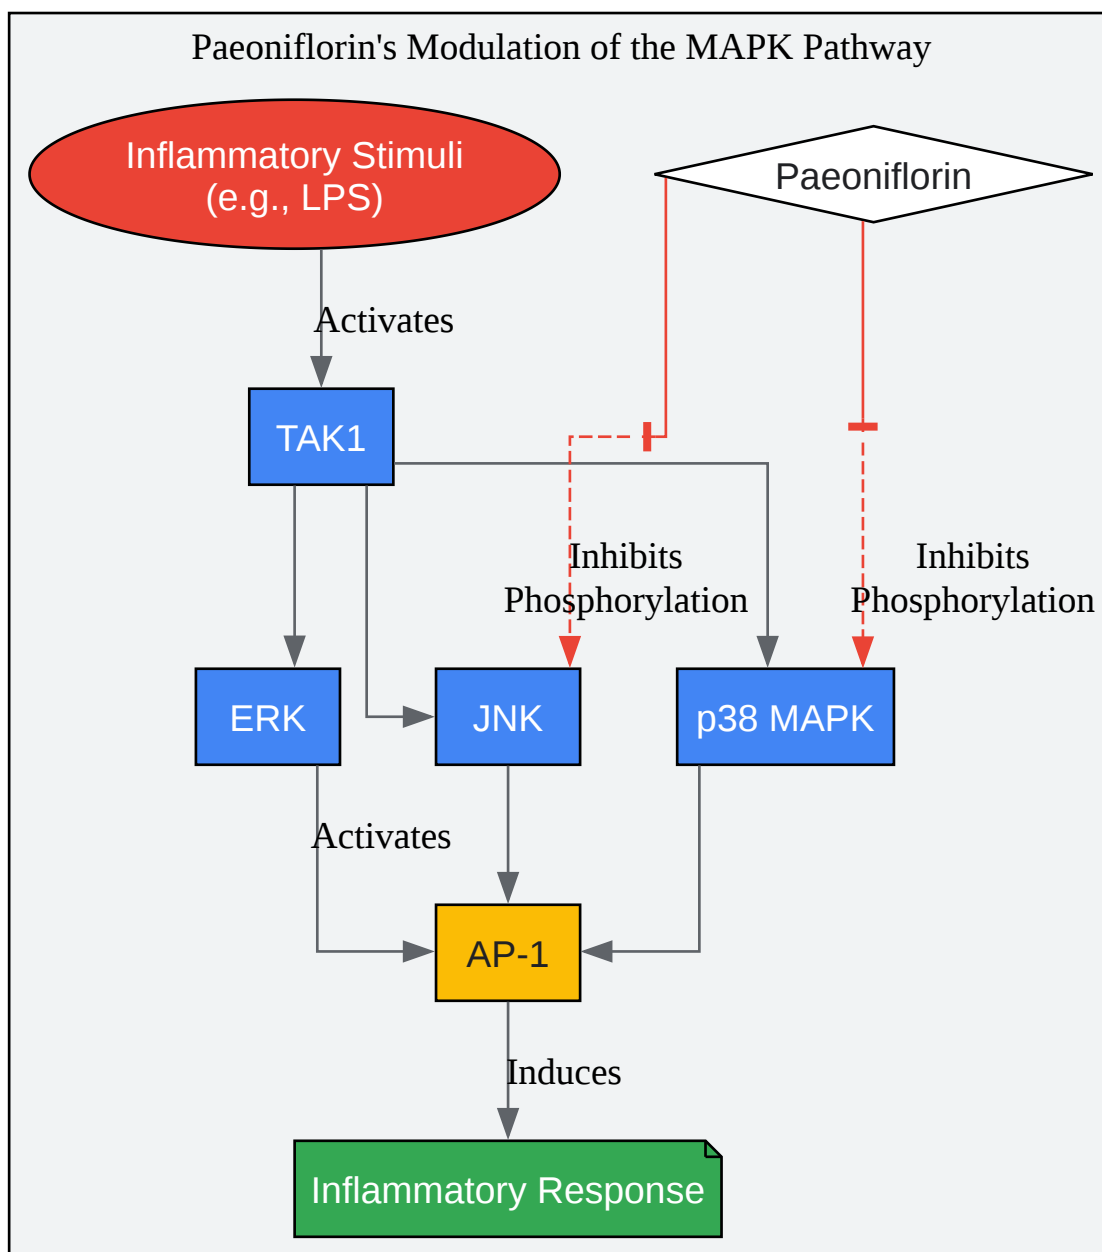 Paeoniflorin's Modulation of the MAPK Pathway
Inflammatory Stimuli
(e.g., LPS)
Paeoniflorin
Activates
TAK1
Inhibits
Phosphorylation
Inhibits
Phosphorylation
ERK
JNK
p38 MAPK
Activates
AP-1
Induces
Inflammatory Response